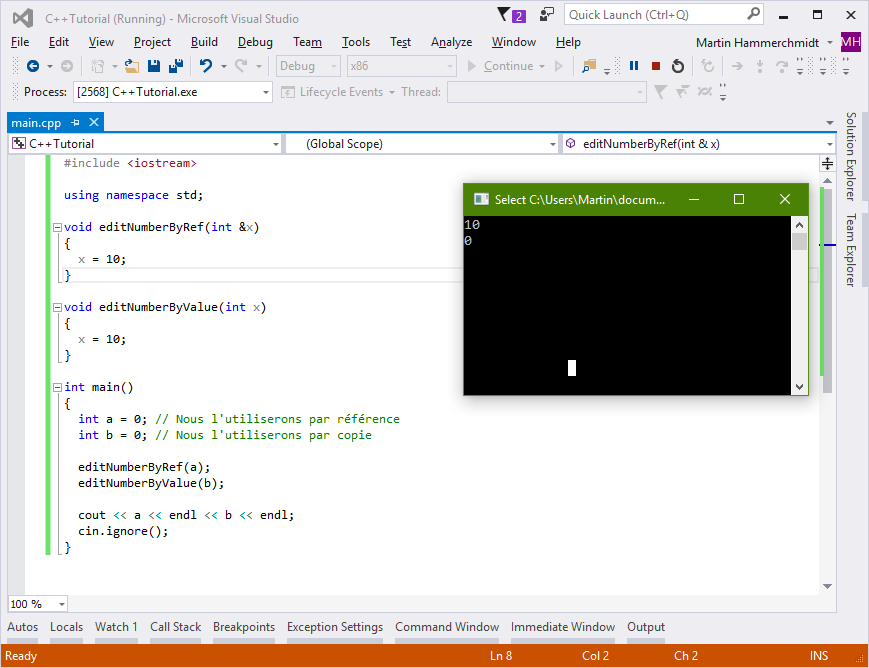 C++Tutorial (Running) - Microsoft Visual Studio
2
Quick Launch (Ctrl+Q)
File Edit View Project Build Debug Team Tools Test Analyze Window Help Martin Hammerchmidt MH
Debug x86 Continue
Process: [2568] C++Tutorial.exe Lifecycle Events Thread:
main.cpp
C++Tutorial (Global Scope) editNumberByRef(int & x)
#include <iostream>
using namespace std;
void editNumberByRef(int &x)
{
x = 10;
}
void editNumberByValue(int x)
{
x = 10;
}
int main()
{
int a = 0; // Nous l'utiliserons par référence
int b = 0; // Nous l'utiliserons par copie
editNumberByRef(a);
editNumberByValue(b);
cout << a << endl << b << endl;
cin.ignore();
}
Select C:\Users\Martin\docum...
10
0
Solution Explorer
Team Explorer
100 %
Autos Locals Watch 1 Call Stack Breakpoints Exception Settings Command Window Immediate Window Output
Ready Ln 8 Col 2 Ch 2 INS